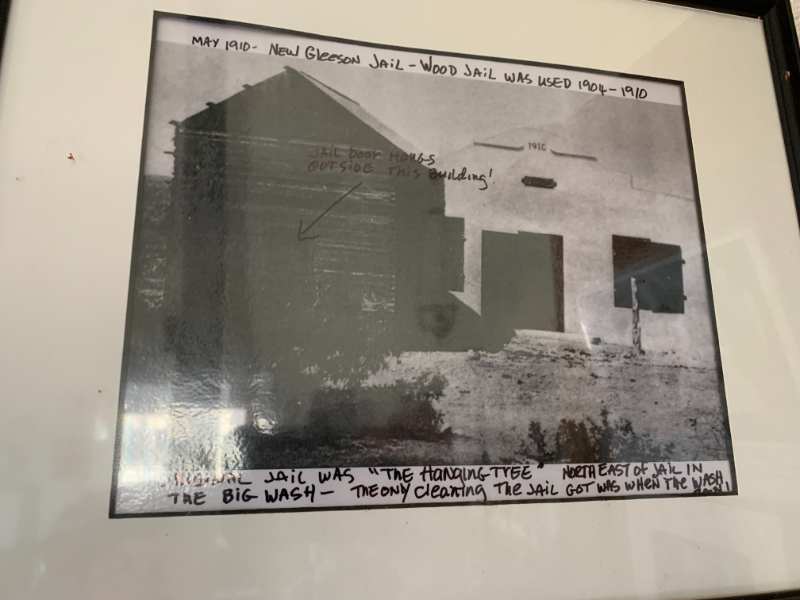 MAY 1910- NEW GLEESON JAIL - WOOD JAIL WAS USED 1904-1910
1910
JAIL DOOR HANGS
OUTSIDE THIS BUILDING!
ORIGINAL JAIL WAS "THE HANGING TREE" NORTHEAST of JAIL IN
THE BIG WASH - THE ONLY CLEANING THE JAIL GOT WAS WHEN THE WASH